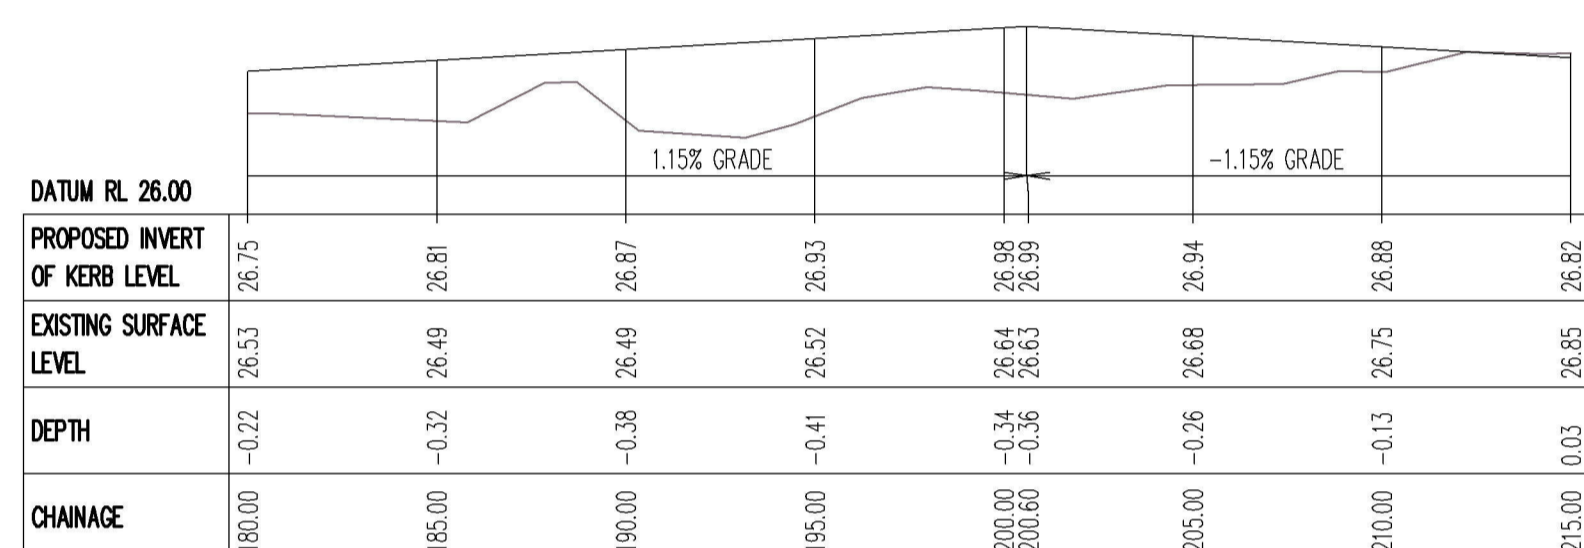 1.15% GRADE
-1.15% GRADE
DATUM RL 26.00
PROPOSED INVERT
OF KERB LEVEL
26.75 26.81 26.87 26.93 26.98 26.99 26.94 26.88 26.82
EXISTING SURFACE
LEVEL
26.53 26.49 26.49 26.52 26.64 26.63 26.68 26.75 26.85
DEPTH
-0.22 -0.32 -0.38 -0.41 -0.34 -0.36 -0.26 -0.13 0.03
CHAINAGE
180.00 185.00 190.00 195.00 200.00 200.60 205.00 210.00 215.00